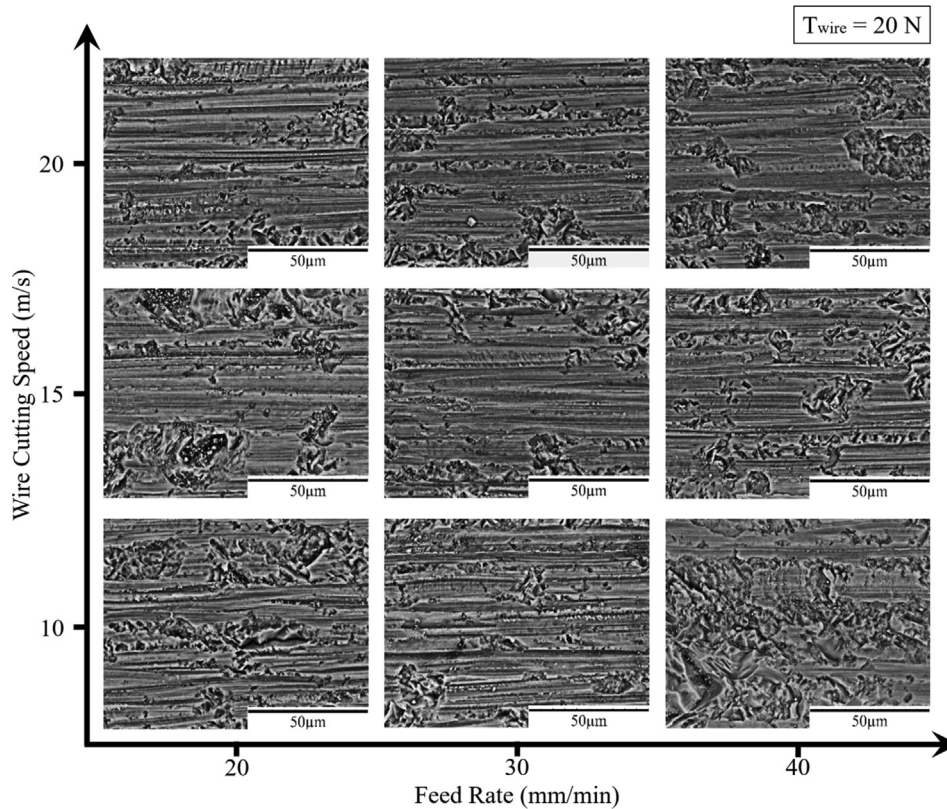 Twire = 20 N
Wire Cutting Speed (m/s)
20
50µm
50µm
50µm
15
50µm
50µm
50µm
10
50µm
50µm
50µm
20
30
40
Feed Rate (mm/min)